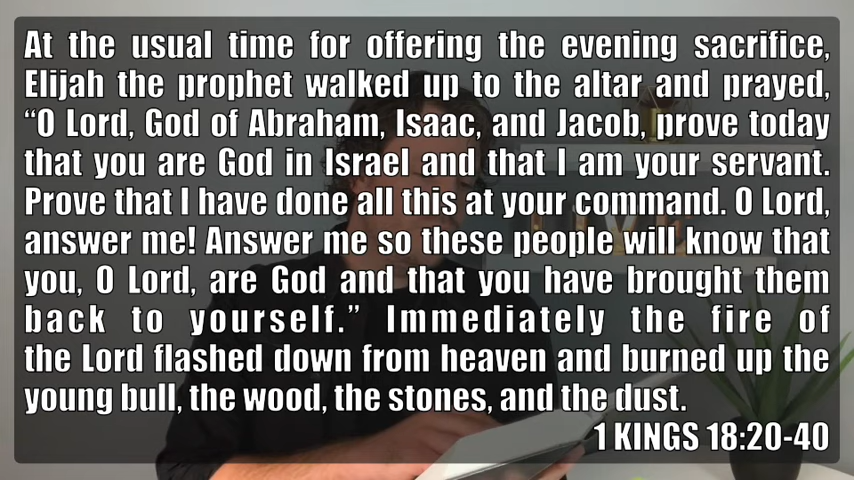 At the usual time for offering the evening sacrifice,
Elijah the prophet walked up to the altar and prayed,
“O Lord, God of Abraham, Isaac, and Jacob, prove today
that you are God in Israel and that I am your servant.
Prove that I have done all this at your command. O Lord,
answer me! Answer me so these people will know that
you, O Lord, are God and that you have brought them
back to yourself.” Immediately the fire of
the Lord flashed down from heaven and burned up the
young bull, the wood, the stones, and the dust.
1 KINGS 18:20-40